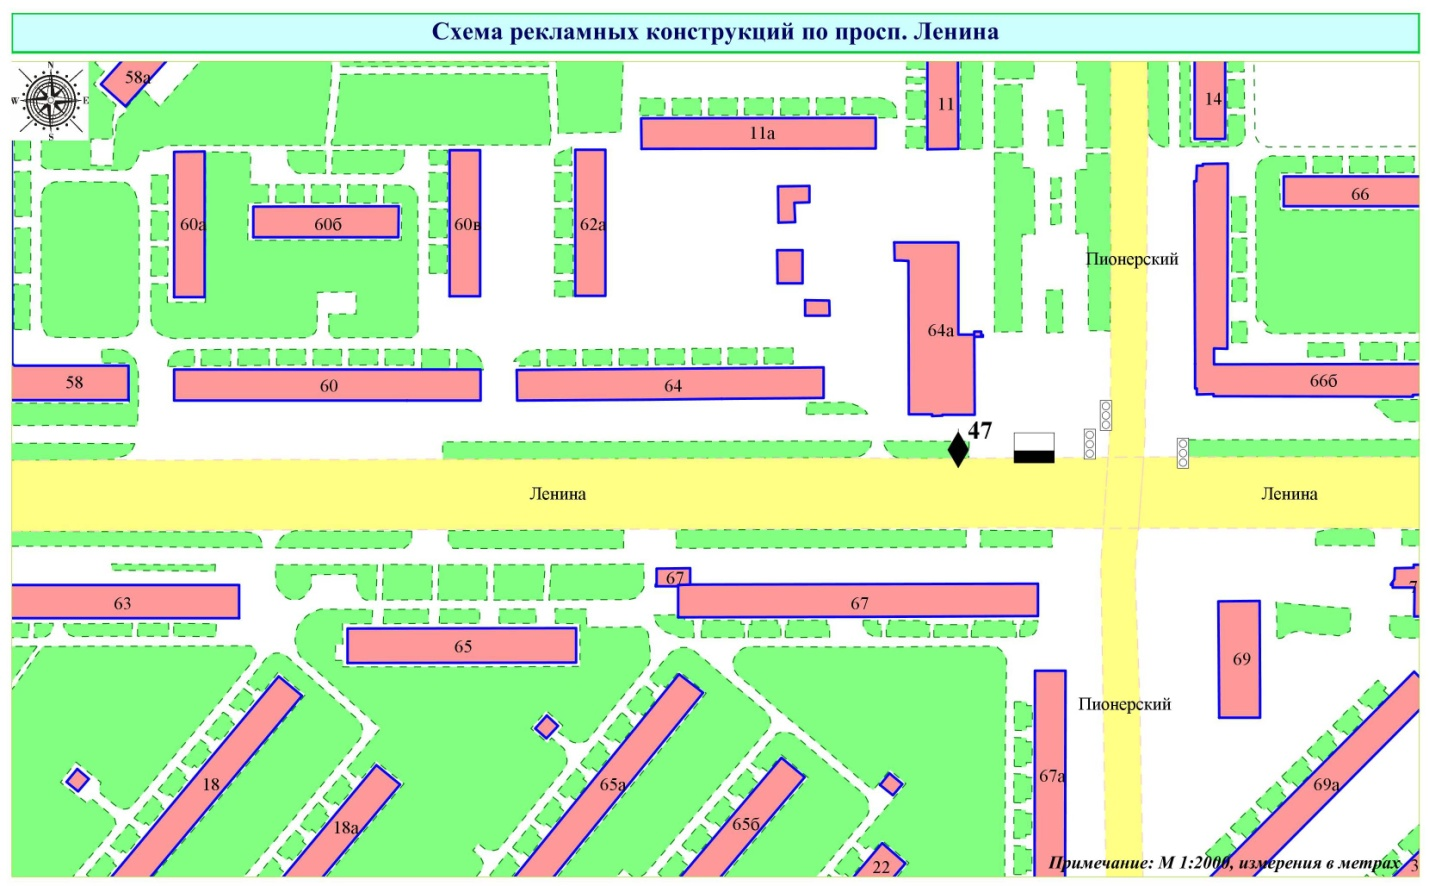 Схема рекламных конструкций по просп. Ленина
N
W
E
S
58а
11
14
11а
66
60а
60б
60в
62а
Пионерский
64а
58
60
64
66б
47
Ленина
Ленина
67
7
63
67
65
69
Пионерский
18
65а
67а
69а
18а
65б
22
Примечание: М 1:2000, измерения в метрах
3